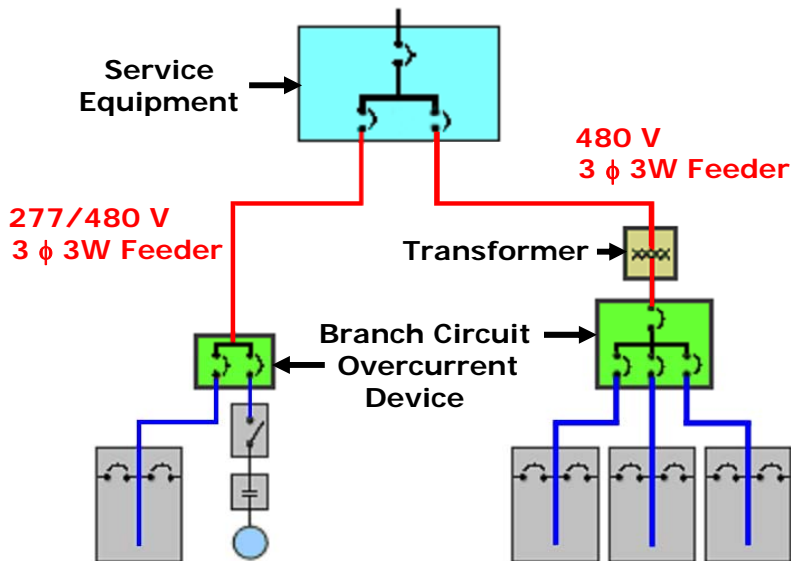 Service
Equipment
480 V
3 ϕ 3W Feeder
277/480 V
3 ϕ 3W Feeder
Transformer
Branch Circuit
Overcurrent
Device